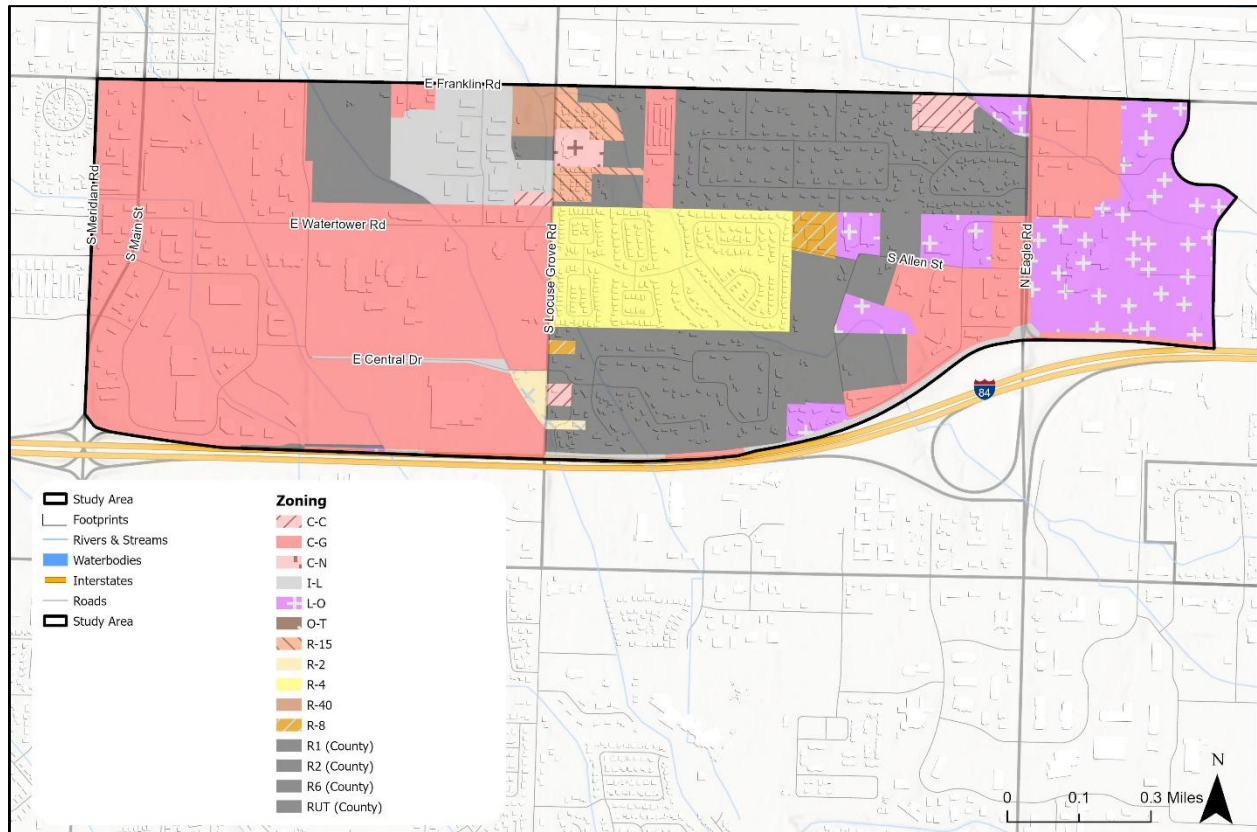 E Franklin Rd
S Meridian Rd
S Main St
E Watertower Rd
S Locuse Grove Rd
S Allen St
N Eagle Rd
E Central Dr
84
Study Area
Footprints
Rivers & Streams
Waterbodies
Interstates
Roads
Study Area
Zoning
C-C
C-G
C-N
I-L
L-O
O-T
R-15
R-2
R-4
R-40
R-8
R1 (County)
R2 (County)
R6 (County)
RUT (County)
N
0 0.1 0.3 Miles